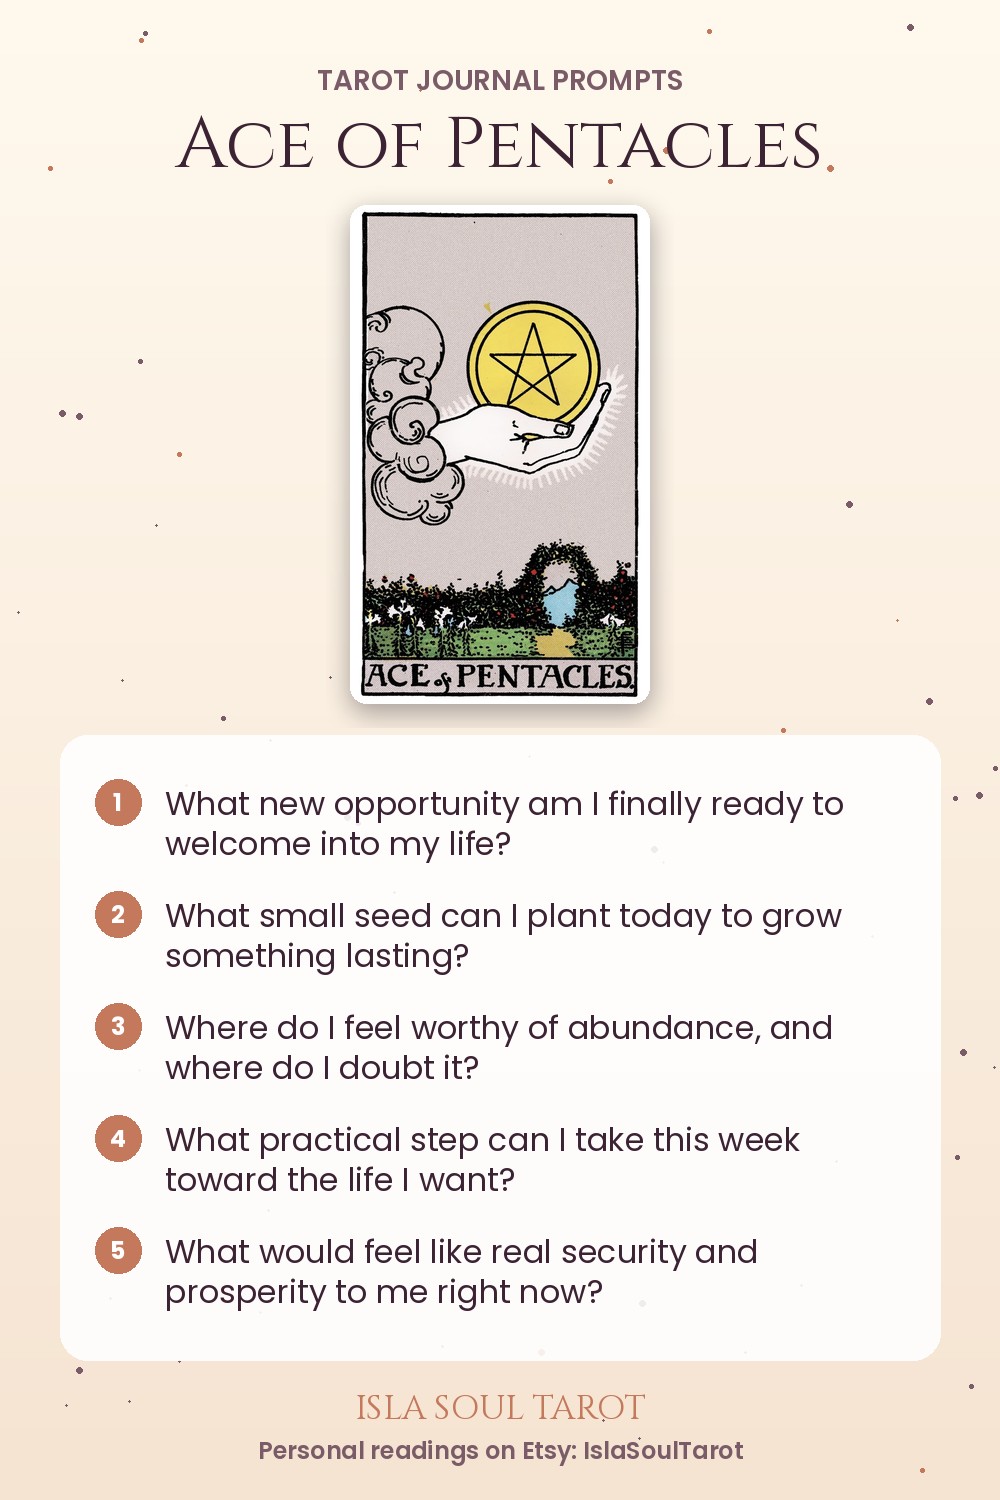 TAROT JOURNAL PROMPTS
ACE OF PENTACLES
ACE of PENTACLES.
1 What new opportunity am I finally ready to
welcome into my life?
2 What small seed can I plant today to grow
something lasting?
3 Where do I feel worthy of abundance, and
where do I doubt it?
4 What practical step can I take this week
toward the life I want?
5 What would feel like real security and
prosperity to me right now?
ISLA SOUL TAROT
Personal readings on Etsy: IslaSoulTarot